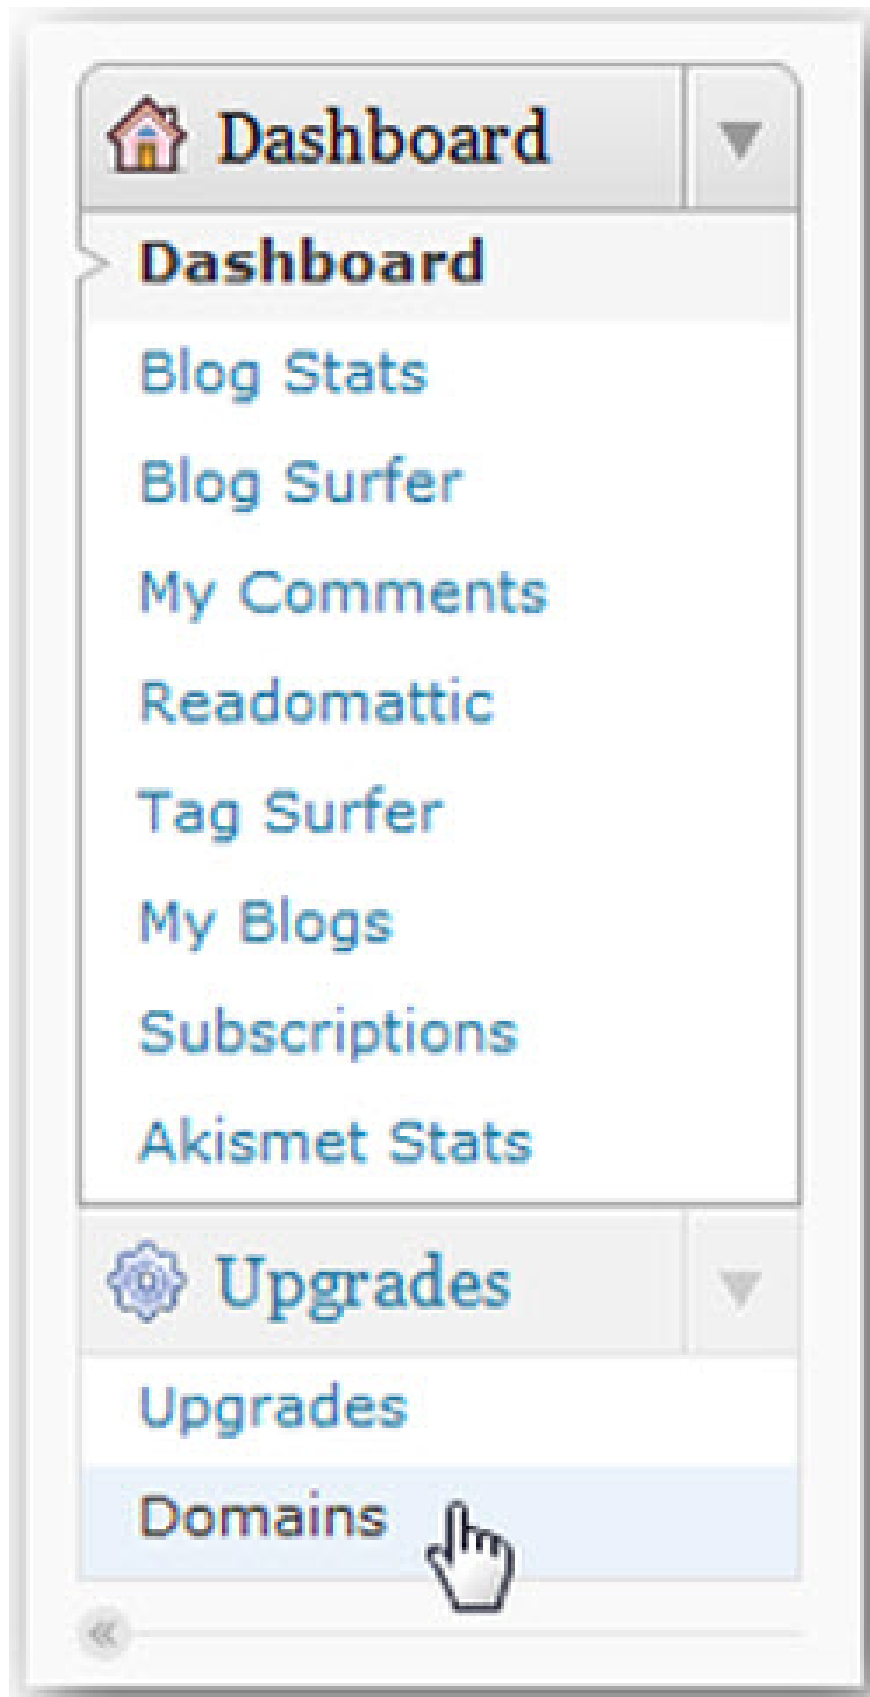 Dashboard
Dashboard
Blog Stats
Blog Surfer
My Comments
Readomattic
Tag Surfer
My Blogs
Subscriptions
Akismet Stats
Upgrades
Upgrades
Domains